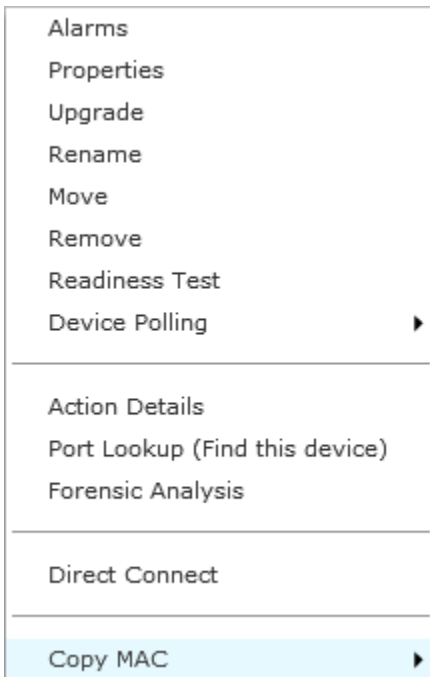 Alarms
Properties
Upgrade
Rename
Move
Remove
Readiness Test
Device Polling
Action Details
Port Lookup (Find this device)
Forensic Analysis
Direct Connect
Copy MAC